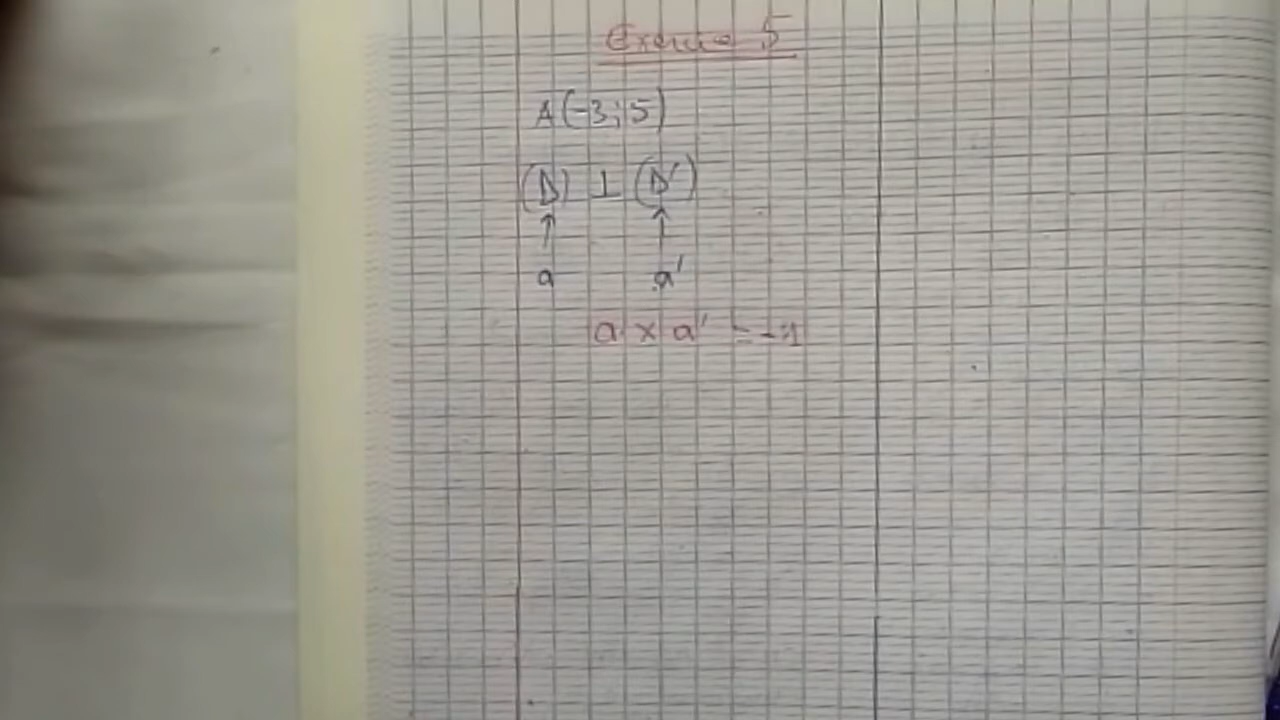 Exercice 5
A(-3;5)
(D) ⊥ (D')
↑ ↑
a a'
a x a' = -1